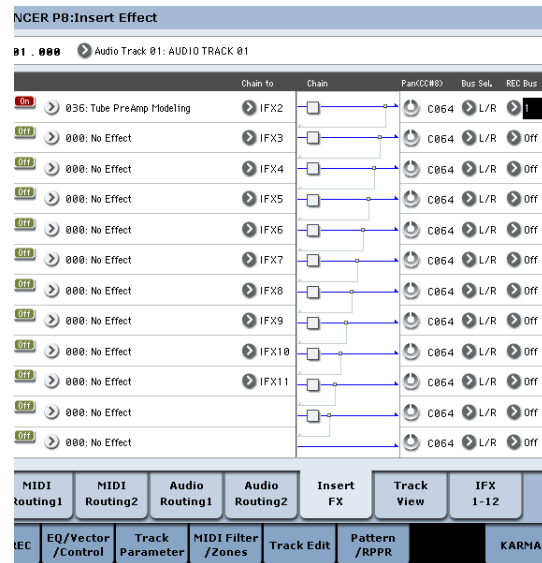 NCER P8:Insert Effect
01 . 000 Audio Track 01: AUDIO TRACK 01
Chain to Chain Pan(CC#8) Bus Sel. REC Bus
On 036: Tube PreAmp Modeling IFX2 C064 L/R 1
Off 000: No Effect IFX3 C064 L/R Off
Off 000: No Effect IFX4 C064 L/R Off
Off 000: No Effect IFX5 C064 L/R Off
Off 000: No Effect IFX6 C064 L/R Off
Off 000: No Effect IFX7 C064 L/R Off
Off 000: No Effect IFX8 C064 L/R Off
Off 000: No Effect IFX9 C064 L/R Off
Off 000: No Effect IFX10 C064 L/R Off
Off 000: No Effect IFX11 C064 L/R Off
Off 000: No Effect C064 L/R Off
Off 000: No Effect C064 L/R Off
MIDI Routing1 MIDI Routing2 Audio Routing1 Audio Routing2 Insert FX Track View IFX 1-12
REC EQ/Vector /Control Track Parameter MIDI Filter /Zones Track Edit Pattern /RPPR KARMA